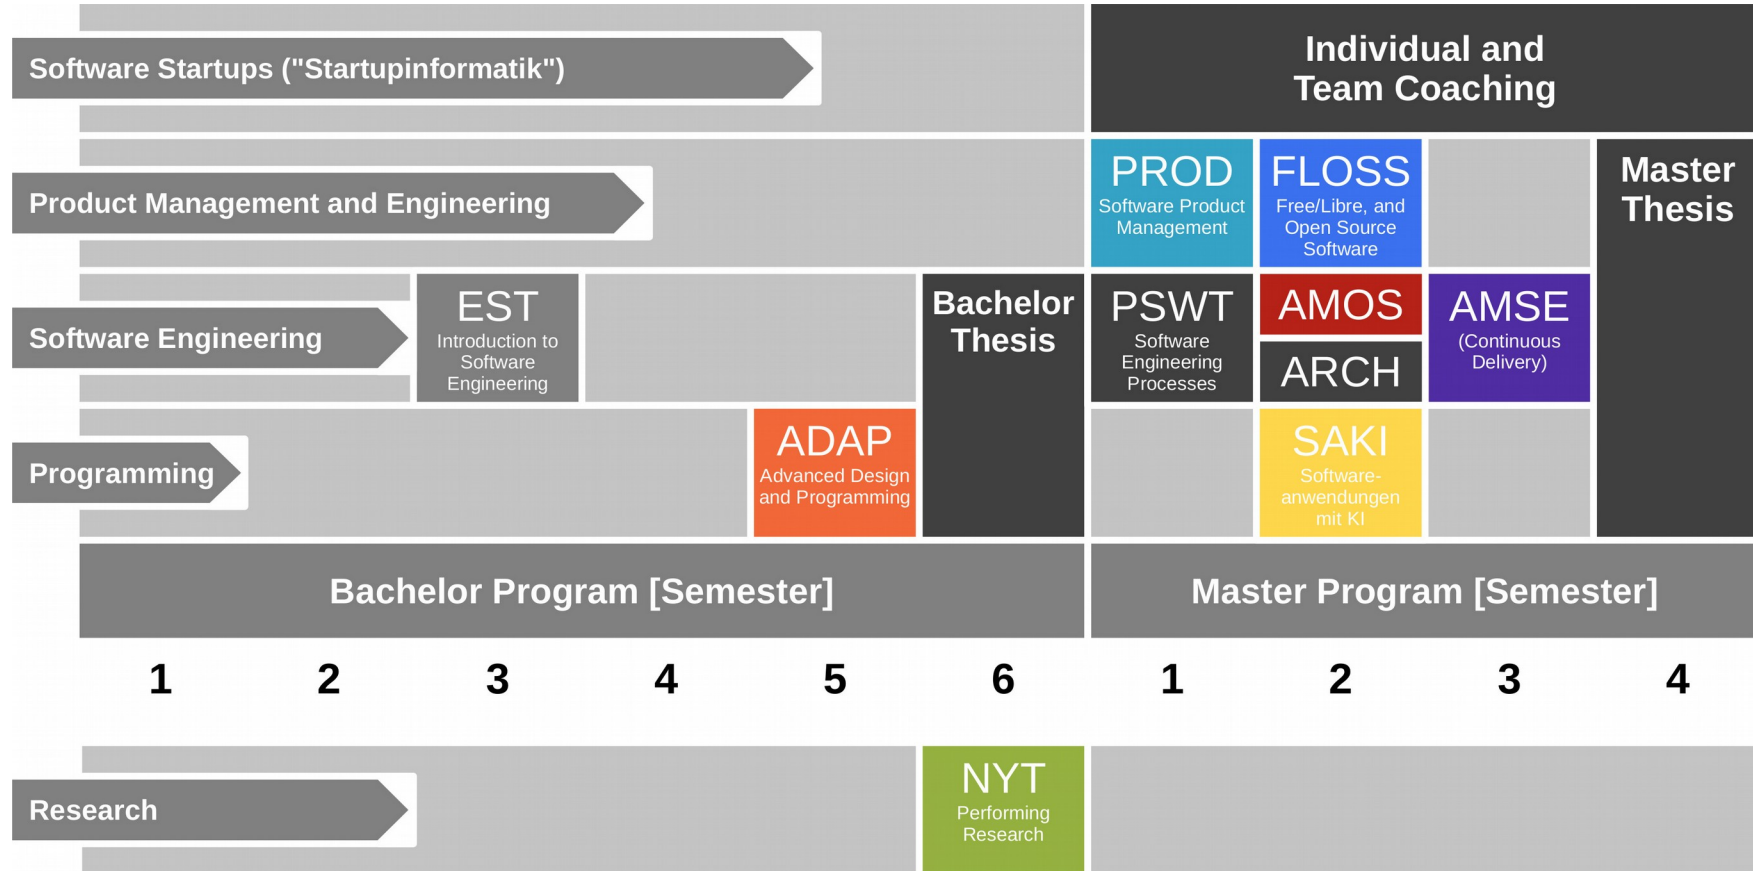 Software Startups ("Startupinformatik")
Individual and
Team Coaching
Product Management and Engineering
PROD
Software Product
Management
FLOSS
Free/Libre, and
Open Source
Software
Master
Thesis
Software Engineering
EST
Introduction to
Software
Engineering
Bachelor
Thesis
PSWT
Software
Engineering
Processes
AMOS
ARCH
AMSE
(Continuous
Delivery)
Programming
ADAP
Advanced Design
and Programming
SAKI
Software-
anwendungen
mit KI
Bachelor Program [Semester]
Master Program [Semester]
1 2 3 4 5 6 1 2 3 4
Research
NYT
Performing
Research